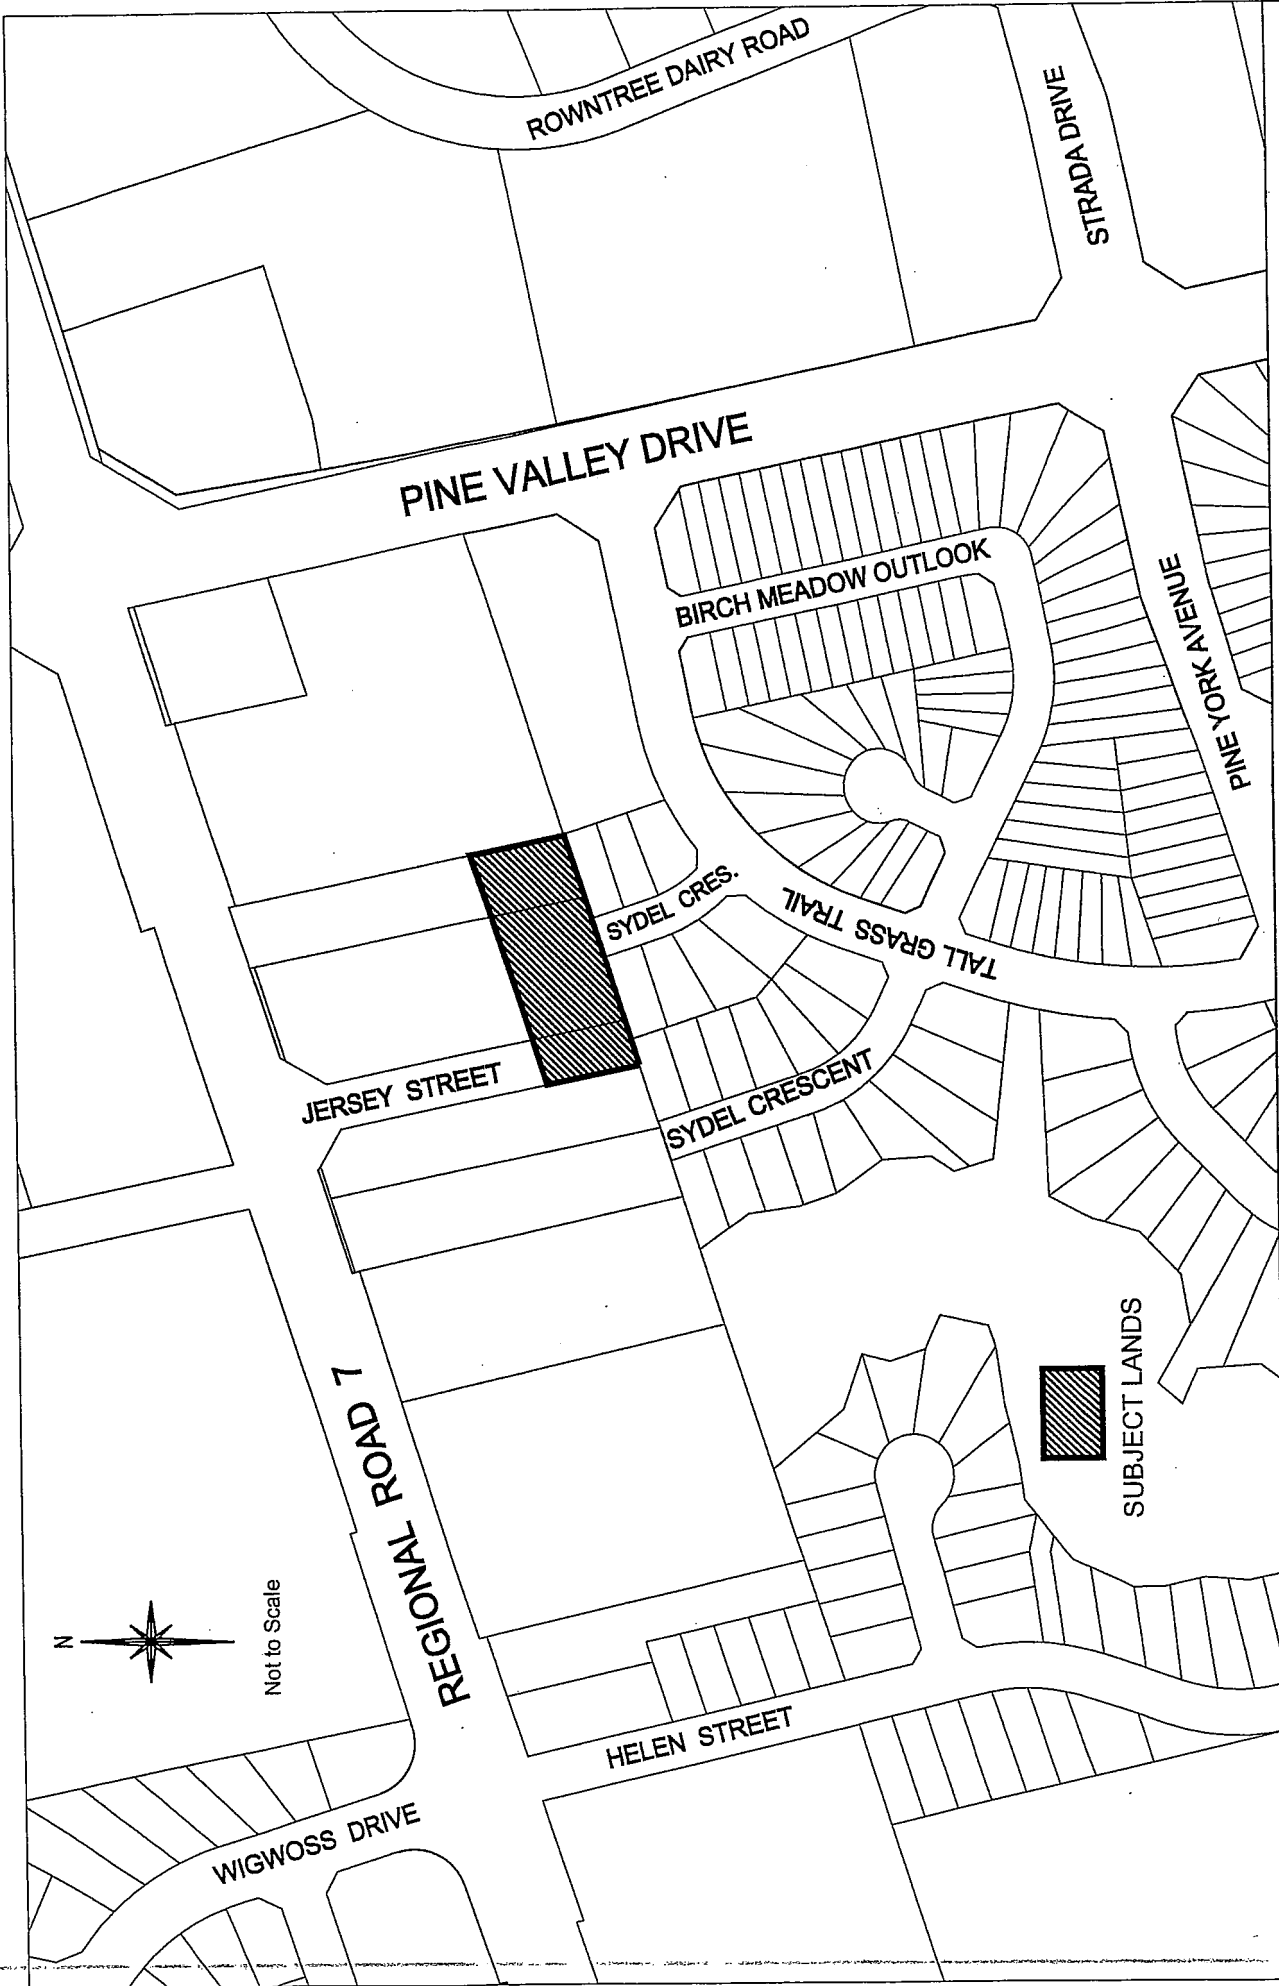 N
Not to Scale
WIGWOSS DRIVE
REGIONAL ROAD 7
HELEN STREET
JERSEY STREET
SYDEL CRESCENT
SYDEL CRES.
TALL GRASS TRAIL
PINE VALLEY DRIVE
BIRCH MEADOW OUTLOOK
PINE YORK AVENUE
ROWNTREE DAIRY ROAD
STRADA DRIVE
SUBJECT LANDS